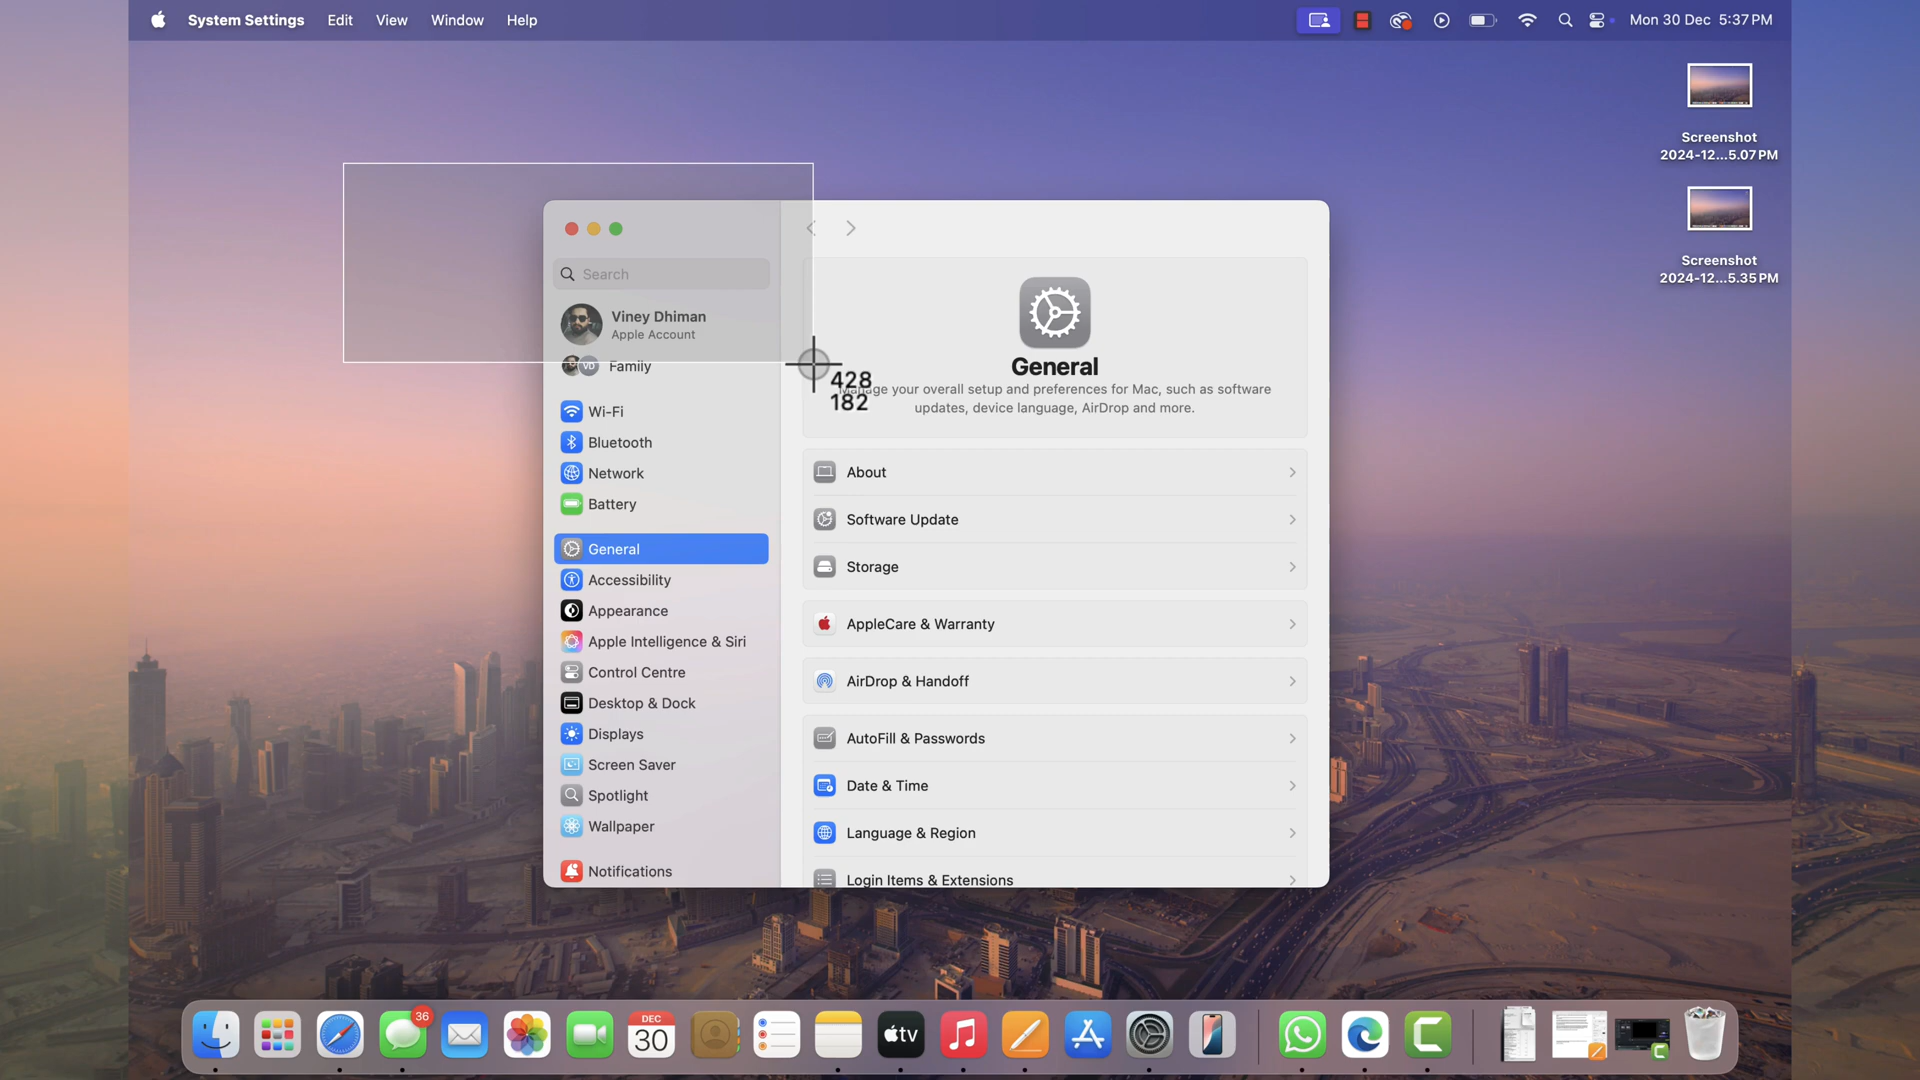 System Settings Edit View Window Help
Mon 30 Dec 5:37 PM
Screenshot
2024-12...5.07 PM
Screenshot
2024-12...5.35 PM
Search
Viney Dhiman
Apple Account
VD
Family
Wi-Fi
Bluetooth
Network
Battery
General
Accessibility
Appearance
Apple Intelligence & Siri
Control Centre
Desktop & Dock
Displays
Screen Saver
Spotlight
Wallpaper
Notifications
General
Manage your overall setup and preferences for Mac, such as software
updates, device language, AirDrop and more.
428
182
About
Software Update
Storage
AppleCare & Warranty
AirDrop & Handoff
AutoFill & Passwords
Date & Time
Language & Region
Login Items & Extensions
36
DEC
30
tv